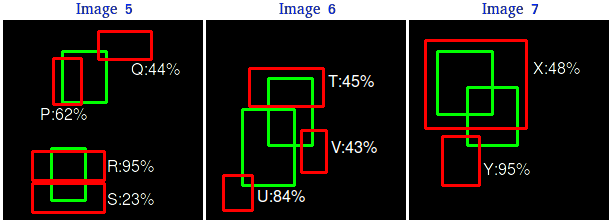 Image 5
Image 6
Image 7
Q:44%
P:62%
R:95%
S:23%
T:45%
V:43%
U:84%
X:48%
Y:95%